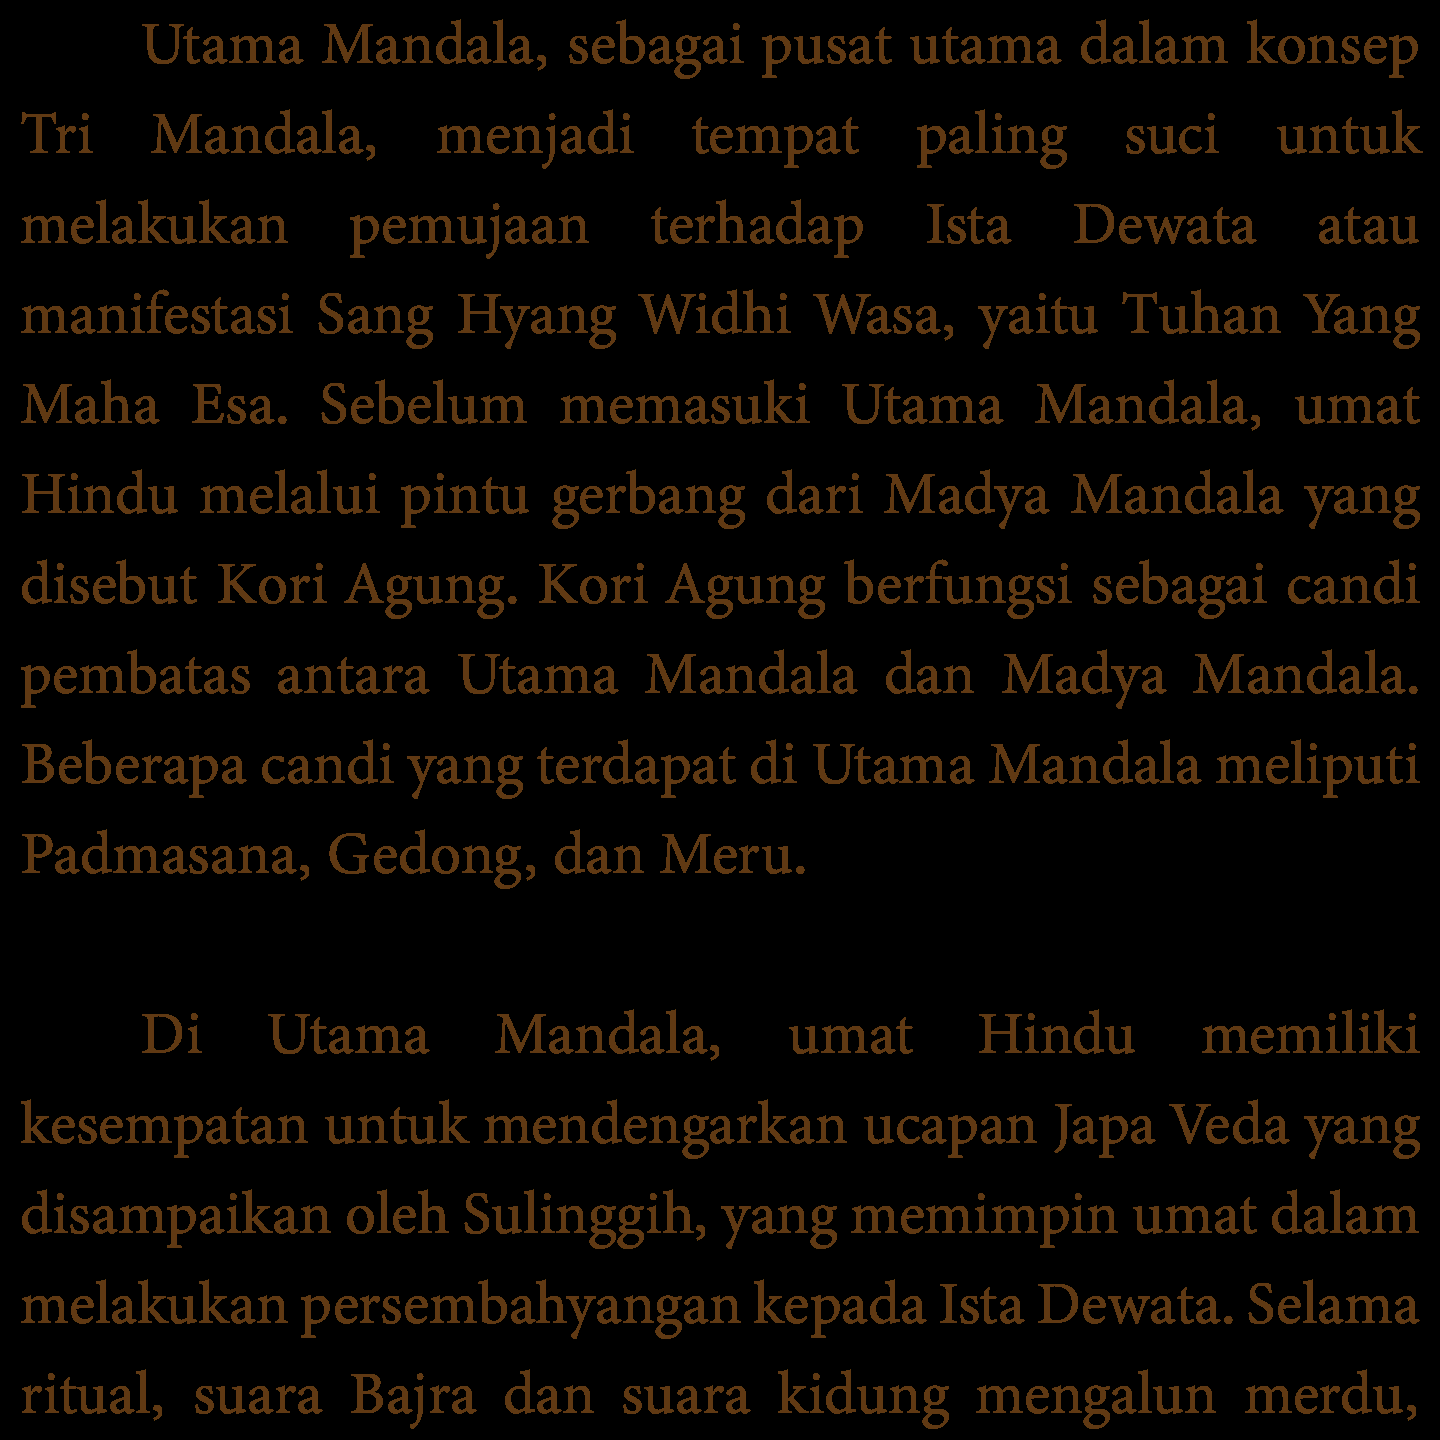 Utama Mandala, sebagai pusat utama dalam konsep
Tri Mandala, menjadi tempat paling suci untuk
melakukan pemujaan terhadap Ista Dewata atau
manifestasi Sang Hyang Widhi Wasa, yaitu Tuhan Yang
Maha Esa. Sebelum memasuki Utama Mandala, umat
Hindu melalui pintu gerbang dari Madya Mandala yang
disebut Kori Agung. Kori Agung berfungsi sebagai candi
pembatas antara Utama Mandala dan Madya Mandala.
Beberapa candi yang terdapat di Utama Mandala meliputi
Padmasana, Gedong, dan Meru.
Di Utama Mandala, umat Hindu memiliki
kesempatan untuk mendengarkan ucapan Japa Veda yang
disampaikan oleh Sulinggih, yang memimpin umat dalam
melakukan persembahyangan kepada Ista Dewata. Selama
ritual, suara Bajra dan suara kidung mengalun merdu,